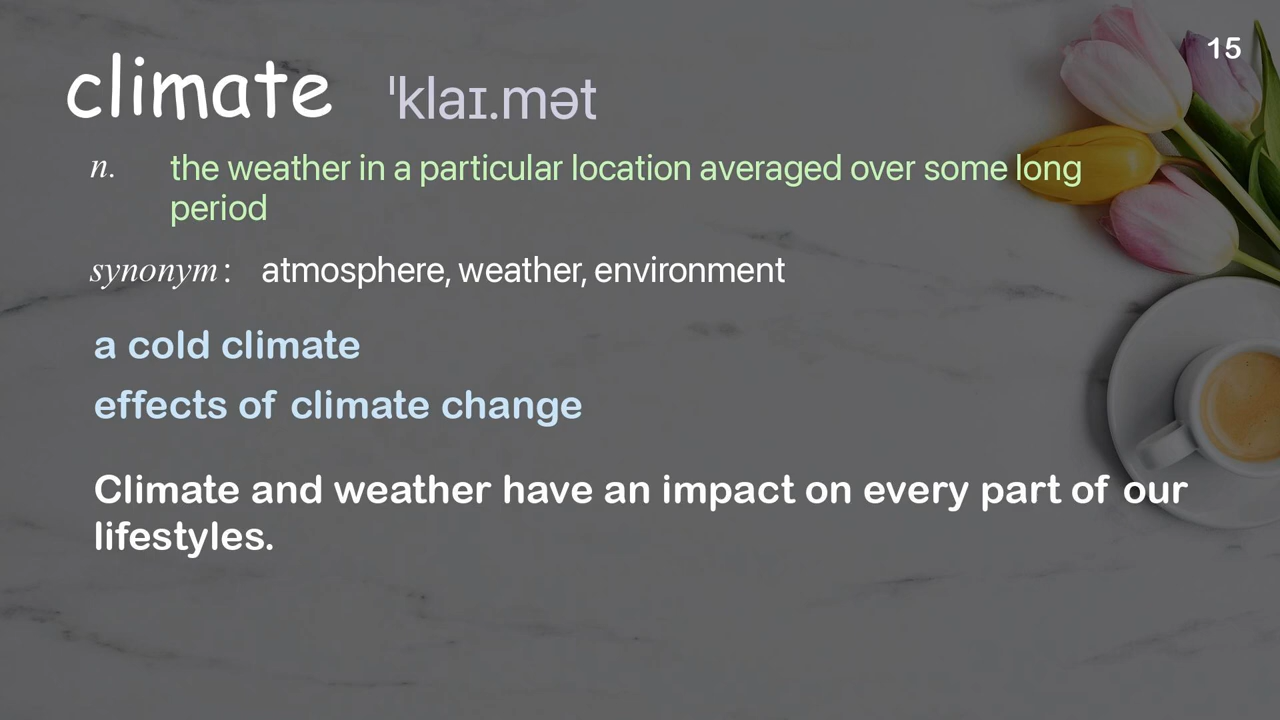 15
climate ˈklaɪ.mət
n. the weather in a particular location averaged over some long
period
synonym: atmosphere, weather, environment
a cold climate
effects of climate change
Climate and weather have an impact on every part of our
lifestyles.